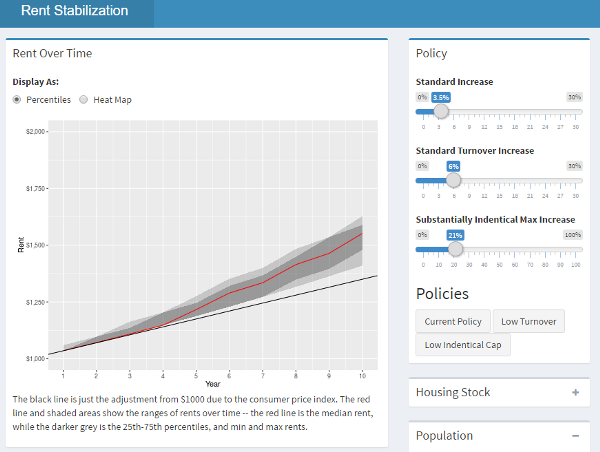 Rent Stabilization
Rent Over Time
Display As:
Percentiles Heat Map
$2,000
$1,750
$1,500
$1,250
$1,000
Rent
1 2 3 4 5 6 7 8 9 10
Year
The black line is just the adjustment from $1000 due to the consumer price index. The red
line and shaded areas show the ranges of rents over time -- the red line is the median rent,
while the darker grey is the 25th-75th percentiles, and min and max rents.
Policy
Standard Increase
0% 3.5% 30%
0 3 6 9 12 15 18 21 24 27 30
Standard Turnover Increase
0% 6% 30%
0 3 6 9 12 15 18 21 24 27 30
Substantially Indentical Max Increase
0% 21% 100%
0 10 20 30 40 50 60 70 80 90 100
Policies
Current Policy Low Turnover
Low Indentical Cap
Housing Stock +
Population −